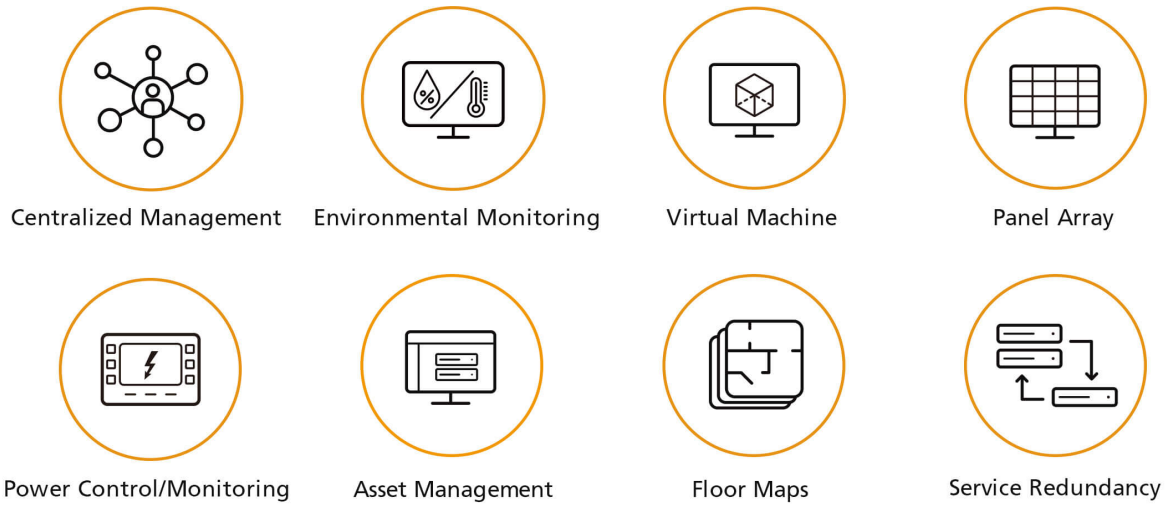 Centralized Management
Environmental Monitoring
Virtual Machine
Panel Array
%
Power Control/Monitoring
Asset Management
Floor Maps
Service Redundancy